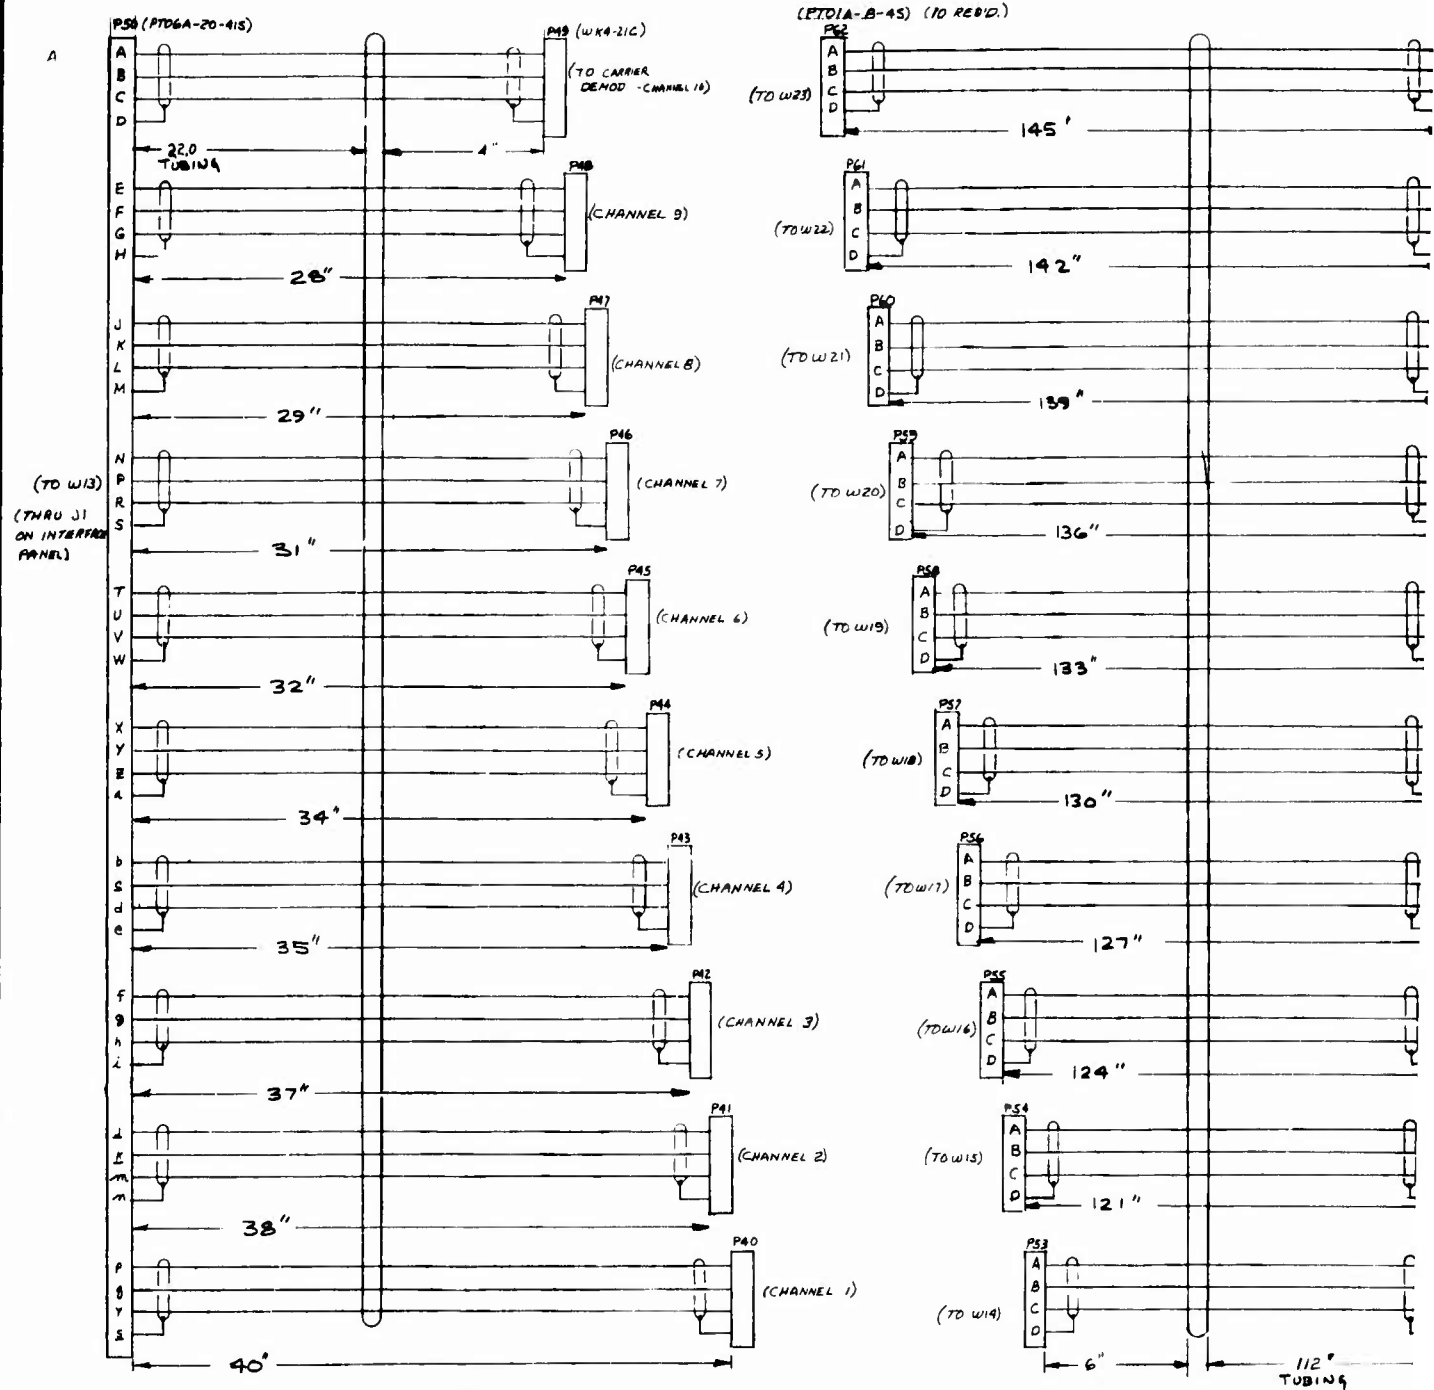 A
P50 (PTO6A-20-41S)
P49 (WK4-21C)
A
B
C
D
(TO CARRIER
DEMOD - CHANNEL 10)
22.0
TUBING
4"
P48
E
F
G
H
(CHANNEL 9)
28"
P47
J
K
L
M
(CHANNEL 8)
29"
P46
N
P
R
S
(CHANNEL 7)
(TO W13)
(THRU J1
ON INTERFACE
PANEL)
31"
P45
T
U
V
W
(CHANNEL 6)
32"
P44
X
Y
Z
a
(CHANNEL 5)
34"
P43
b
c
d
e
(CHANNEL 4)
35"
P42
f
g
h
i
(CHANNEL 3)
37"
P41
j
k
m
n
(CHANNEL 2)
38"
P40
p
q
r
s
(CHANNEL 1)
40"
(PTO1A-8-4S) (10 REQ'D.)
P62
A
B
C
D
(TO W23)
145"
P61
A
B
C
D
(TO W22)
142"
P60
A
B
C
D
(TO W21)
139"
P59
A
B
C
D
(TO W20)
136"
P58
A
B
C
D
(TO W19)
133"
P57
A
B
C
D
(TO W18)
130"
P56
A
B
C
D
(TO W17)
127"
P55
A
B
C
D
(TO W16)
124"
P54
A
B
C
D
(TO W15)
121"
P53
A
B
C
D
(TO W14)
6"
112"
TUBING